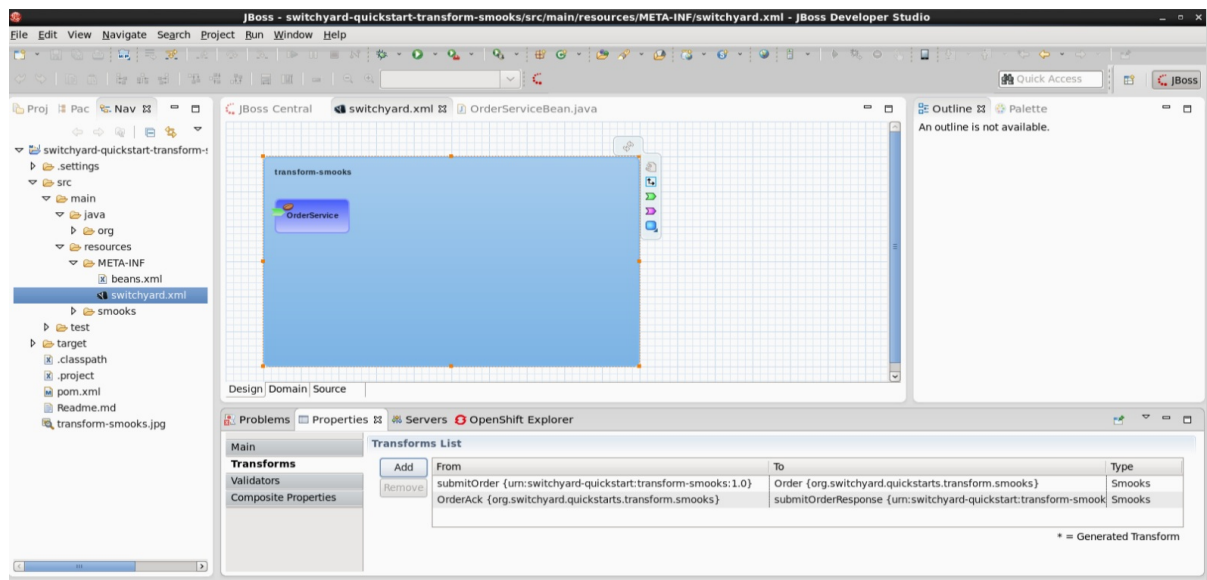 JBoss - switchyard-quickstart-transform-smooks/src/main/resources/META-INF/switchyard.xml - JBoss Developer Studio
File Edit View Navigate Search Project Run Window Help
Quick Access
JBoss
Proj Pac Nav
JBoss Central switchyard.xml OrderServiceBean.java
Outline Palette
An outline is not available.
switchyard-quickstart-transform-s
.settings
src
main
java
org
resources
META-INF
beans.xml
switchyard.xml
smooks
test
target
.classpath
.project
pom.xml
Readme.md
transform-smooks.jpg
transform-smooks
OrderService
Design Domain Source
Problems Properties Servers OpenShift Explorer
Main
Transforms
Validators
Composite Properties
Transforms List
Add
Remove
From To Type
submitOrder {urn:switchyard-quickstart:transform-smooks:1.0} Order {org.switchyard.quickstarts.transform.smooks} Smooks
OrderAck {org.switchyard.quickstarts.transform.smooks} submitOrderResponse {urn:switchyard-quickstart:transform-smook Smooks
* = Generated Transform